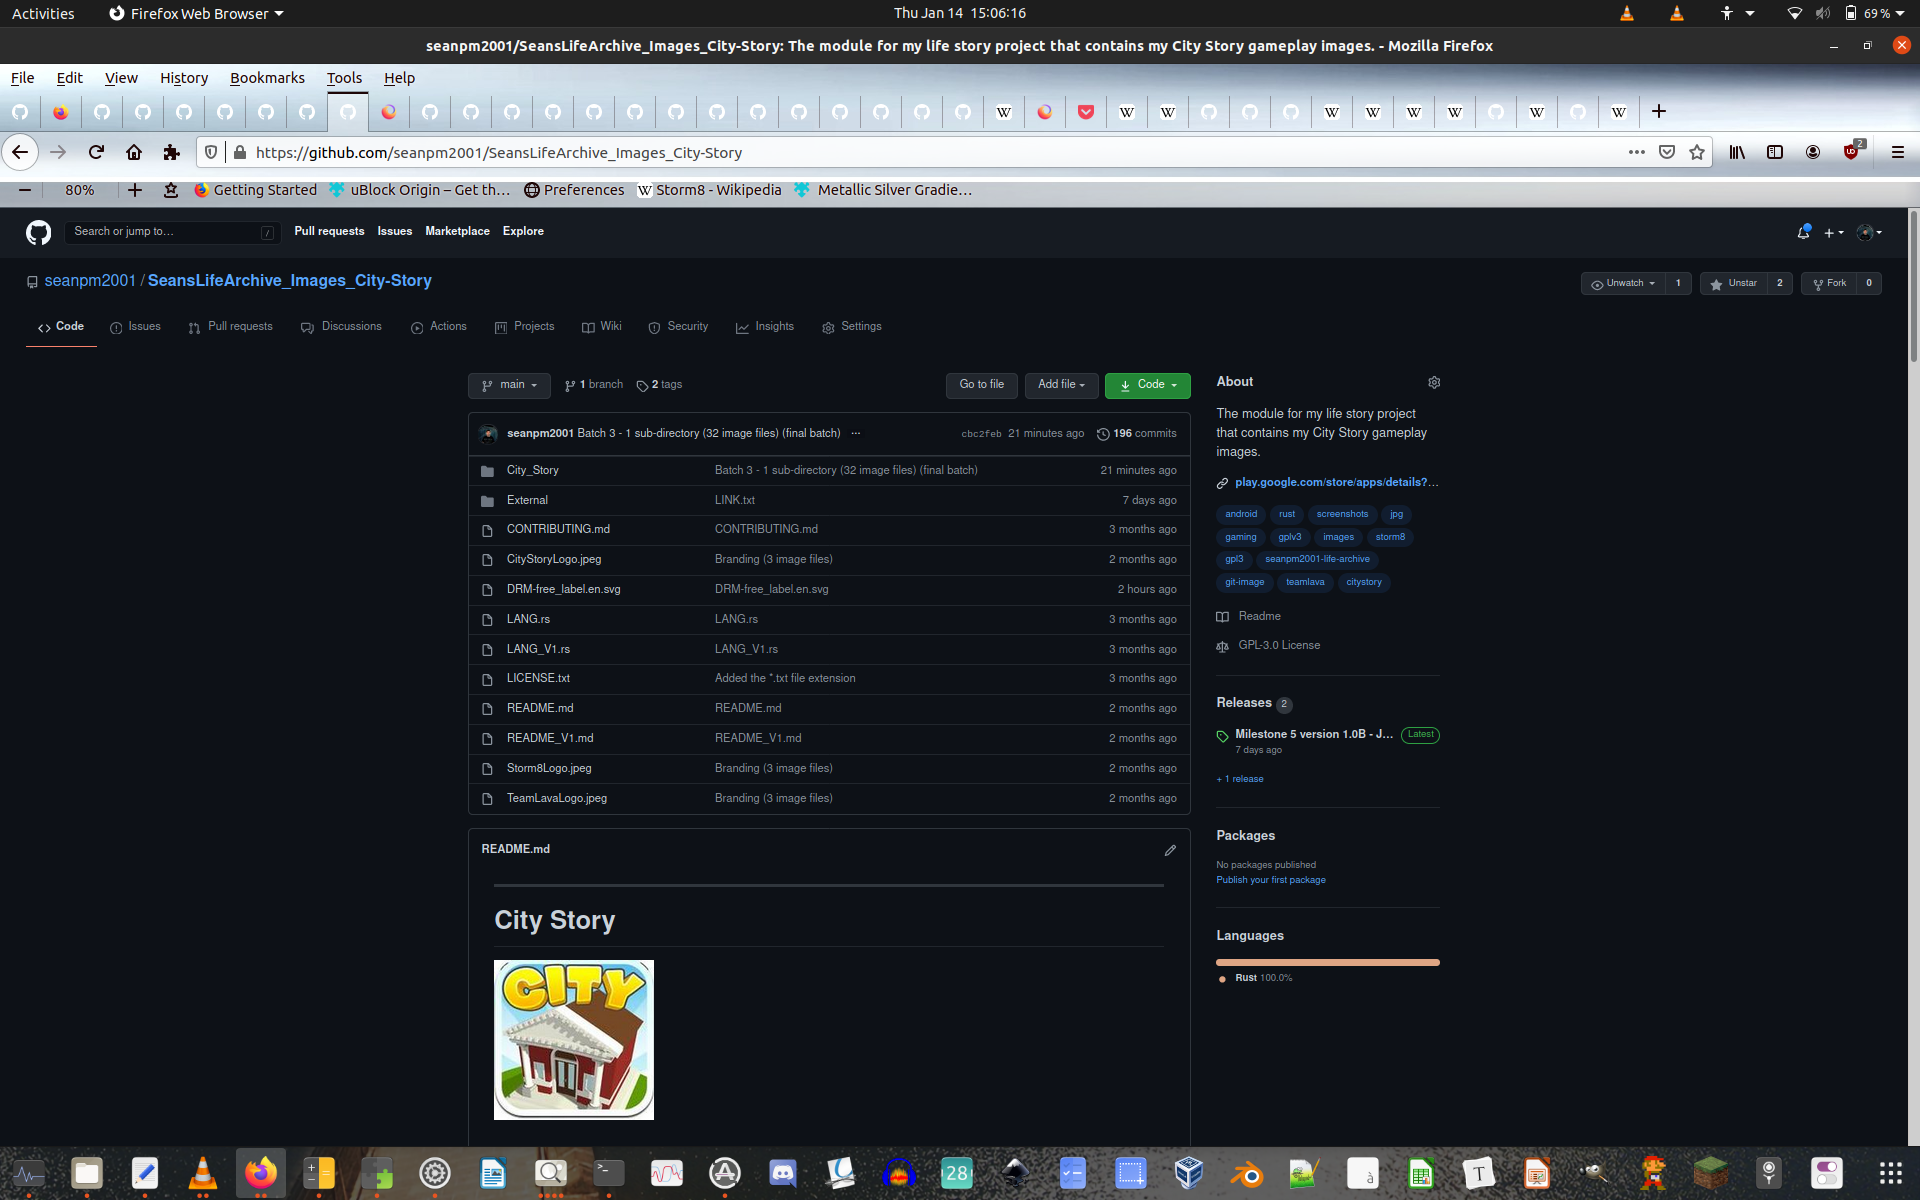 Activities Firefox Web Browser Thu Jan 14 15:06:16 69 %
seanpm2001/SeansLifeArchive_Images_City-Story: The module for my life story project that contains my City Story gameplay images. - Mozilla Firefox
File Edit View History Bookmarks Tools Help
https://github.com/seanpm2001/SeansLifeArchive_Images_City-Story 2
80% Getting Started uBlock Origin – Get th… Preferences Storm8 - Wikipedia Metallic Silver Gradie…
Search or jump to… / Pull requests Issues Marketplace Explore
seanpm2001 / SeansLifeArchive_Images_City-Story Unwatch 1 Unstar 2 Fork 0
Code Issues Pull requests Discussions Actions Projects Wiki Security Insights Settings
main 1 branch 2 tags Go to file Add file Code
seanpm2001 Batch 3 - 1 sub-directory (32 image files) (final batch) … cbc2feb 21 minutes ago 196 commits
City_Story Batch 3 - 1 sub-directory (32 image files) (final batch) 21 minutes ago
External LINK.txt 7 days ago
CONTRIBUTING.md CONTRIBUTING.md 3 months ago
CityStoryLogo.jpeg Branding (3 image files) 2 months ago
DRM-free_label.en.svg DRM-free_label.en.svg 2 hours ago
LANG.rs LANG.rs 3 months ago
LANG_V1.rs LANG_V1.rs 3 months ago
LICENSE.txt Added the *.txt file extension 3 months ago
README.md README.md 2 months ago
README_V1.md README_V1.md 2 months ago
Storm8Logo.jpeg Branding (3 image files) 2 months ago
TeamLavaLogo.jpeg Branding (3 image files) 2 months ago
README.md
City Story
CITY
About
The module for my life story project
that contains my City Story gameplay
images.
play.google.com/store/apps/details?…
android rust screenshots jpg
gaming gplv3 images storm8
gpl3 seanpm2001-life-archive
git-image teamlava citystory
Readme
GPL-3.0 License
Releases 2
Milestone 5 version 1.0B - J… Latest
7 days ago
+ 1 release
Packages
No packages published
Publish your first package
Languages
Rust 100.0%
28